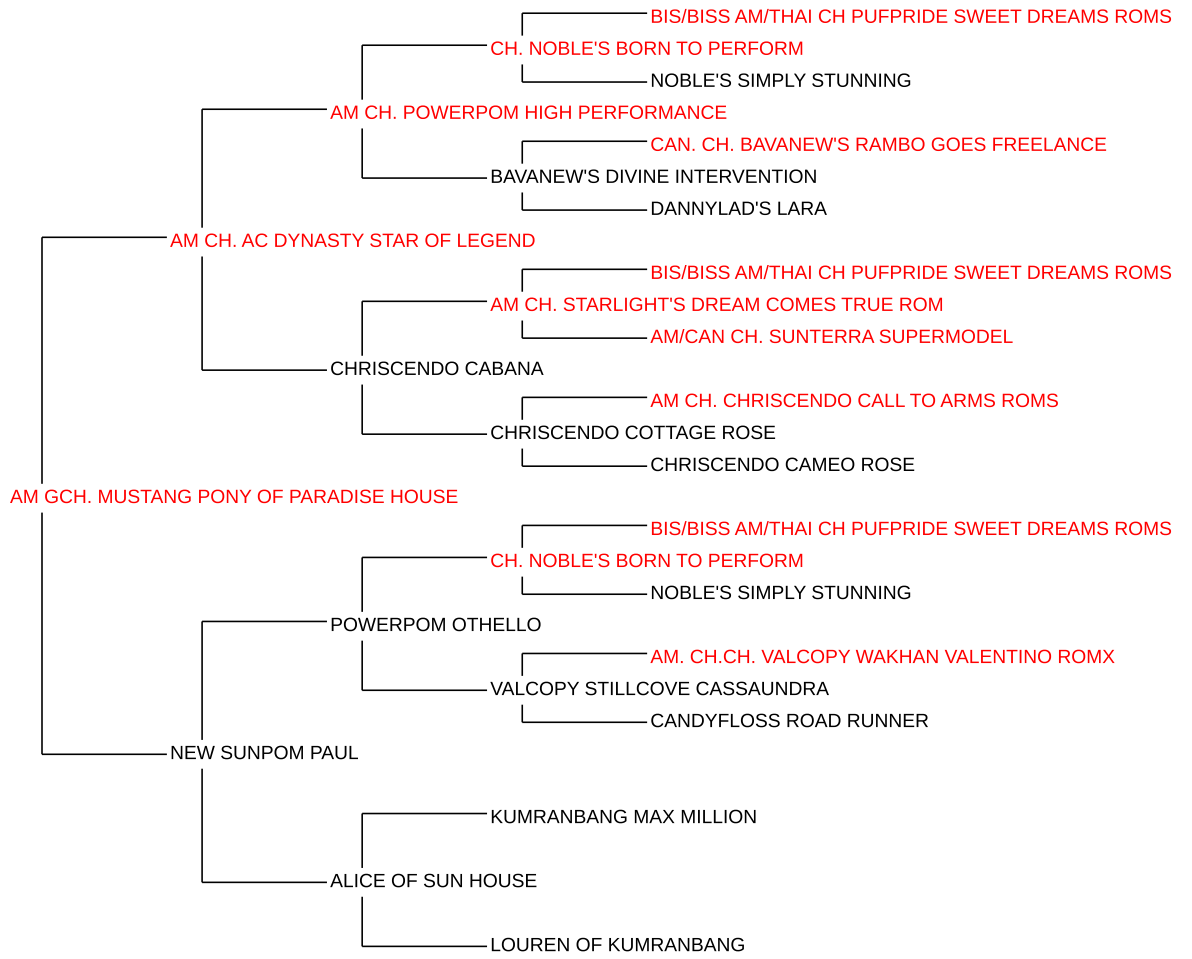 BIS/BISS AM/THAI CH PUFPRIDE SWEET DREAMS ROMS
CH. NOBLE'S BORN TO PERFORM
NOBLE'S SIMPLY STUNNING
AM CH. POWERPOM HIGH PERFORMANCE
CAN. CH. BAVANEW'S RAMBO GOES FREELANCE
BAVANEW'S DIVINE INTERVENTION
DANNYLAD'S LARA
AM CH. AC DYNASTY STAR OF LEGEND
BIS/BISS AM/THAI CH PUFPRIDE SWEET DREAMS ROMS
AM CH. STARLIGHT'S DREAM COMES TRUE ROM
AM/CAN CH. SUNTERRA SUPERMODEL
CHRISCENDO CABANA
AM CH. CHRISCENDO CALL TO ARMS ROMS
CHRISCENDO COTTAGE ROSE
CHRISCENDO CAMEO ROSE
AM GCH. MUSTANG PONY OF PARADISE HOUSE
BIS/BISS AM/THAI CH PUFPRIDE SWEET DREAMS ROMS
CH. NOBLE'S BORN TO PERFORM
NOBLE'S SIMPLY STUNNING
POWERPOM OTHELLO
AM. CH.CH. VALCOPY WAKHAN VALENTINO ROMX
VALCOPY STILLCOVE CASSAUNDRA
CANDYFLOSS ROAD RUNNER
NEW SUNPOM PAUL
KUMRANBANG MAX MILLION
ALICE OF SUN HOUSE
LOUREN OF KUMRANBANG